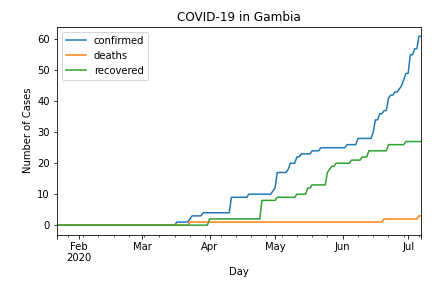 COVID-19 in Gambia
confirmed
deaths
recovered
Number of Cases
60
50
40
30
20
10
0
Feb
2020
Mar
Apr
May
Jun
Jul
Day